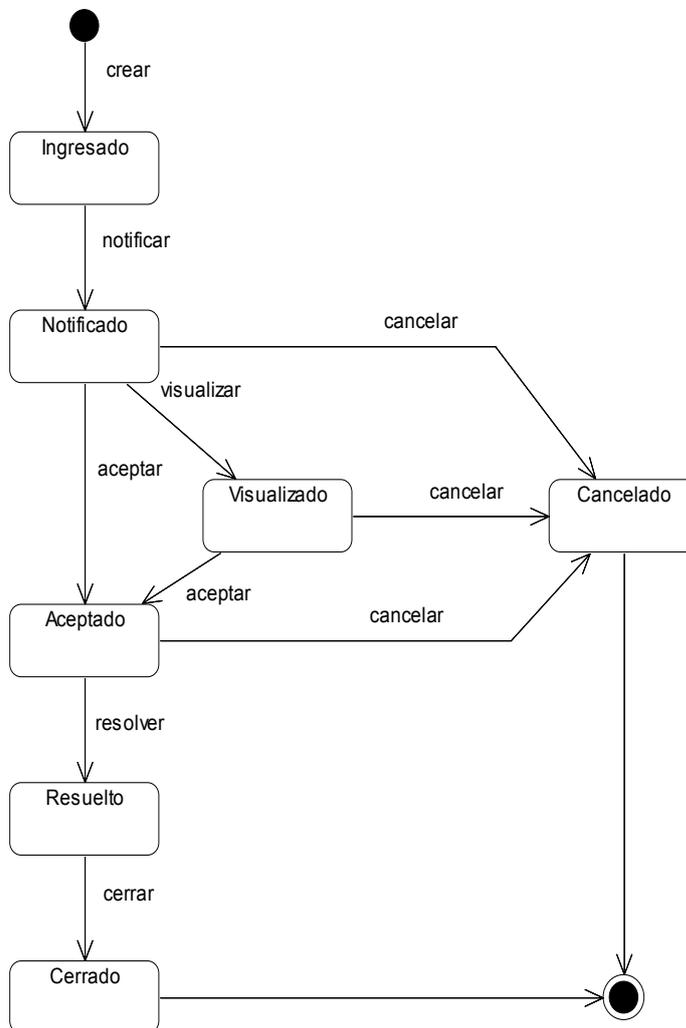 crear
Ingresado
notificar
Notificado
cancelar
visualizar
aceptar
Visualizado
cancelar
Cancelado
aceptar
Aceptado
cancelar
resolver
Resuelto
cerrar
Cerrado